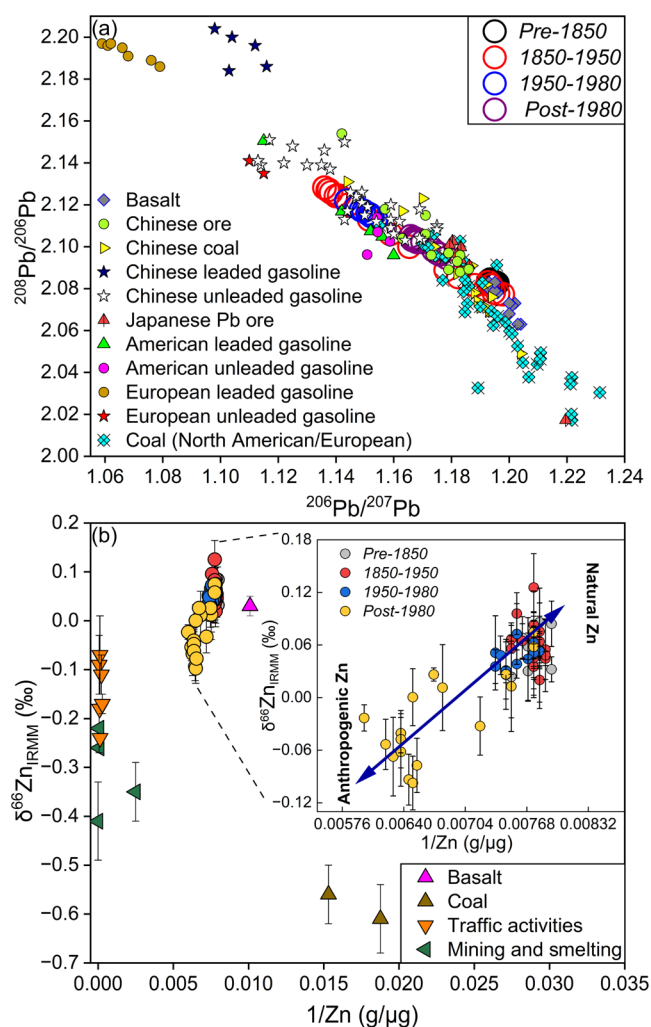 (a)
2.20
2.18
2.16
2.14
2.12
2.10
2.08
2.06
2.04
2.02
2.00
208Pb/206Pb
Pre-1850
1850-1950
1950-1980
Post-1980
Basalt
Chinese ore
Chinese coal
Chinese leaded gasoline
Chinese unleaded gasoline
Japanese Pb ore
American leaded gasoline
American unleaded gasoline
European leaded gasoline
European unleaded gasoline
Coal (North American/European)
1.06 1.08 1.10 1.12 1.14 1.16 1.18 1.20 1.22 1.24
206Pb/207Pb
(b)
0.2
0.1
0.0
−0.1
−0.2
−0.3
−0.4
−0.5
−0.6
−0.7
δ66ZnIRMM (‰)
0.18
0.12
0.06
0.00
−0.06
−0.12
δ66ZnIRMM (‰)
Pre-1850
1850-1950
1950-1980
Post-1980
Natural Zn
Anthropogenic Zn
0.00576 0.00640 0.00704 0.00768 0.00832
1/Zn (g/μg)
Basalt
Coal
Traffic activities
Mining and smelting
0.000 0.005 0.010 0.015 0.020 0.025 0.030 0.035
1/Zn (g/μg)